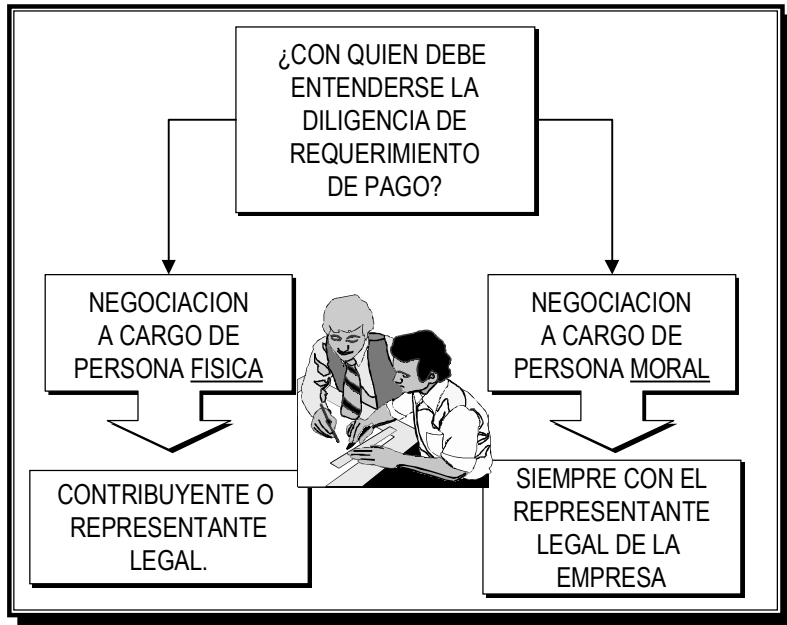 ¿CON QUIEN DEBE
ENTENDERSE LA
DILIGENCIA DE
REQUERIMIENTO
DE PAGO?
NEGOCIACION
A CARGO DE
PERSONA FISICA
NEGOCIACION
A CARGO DE
PERSONA MORAL
CONTRIBUYENTE O
REPRESENTANTE
LEGAL.
SIEMPRE CON EL
REPRESENTANTE
LEGAL DE LA
EMPRESA